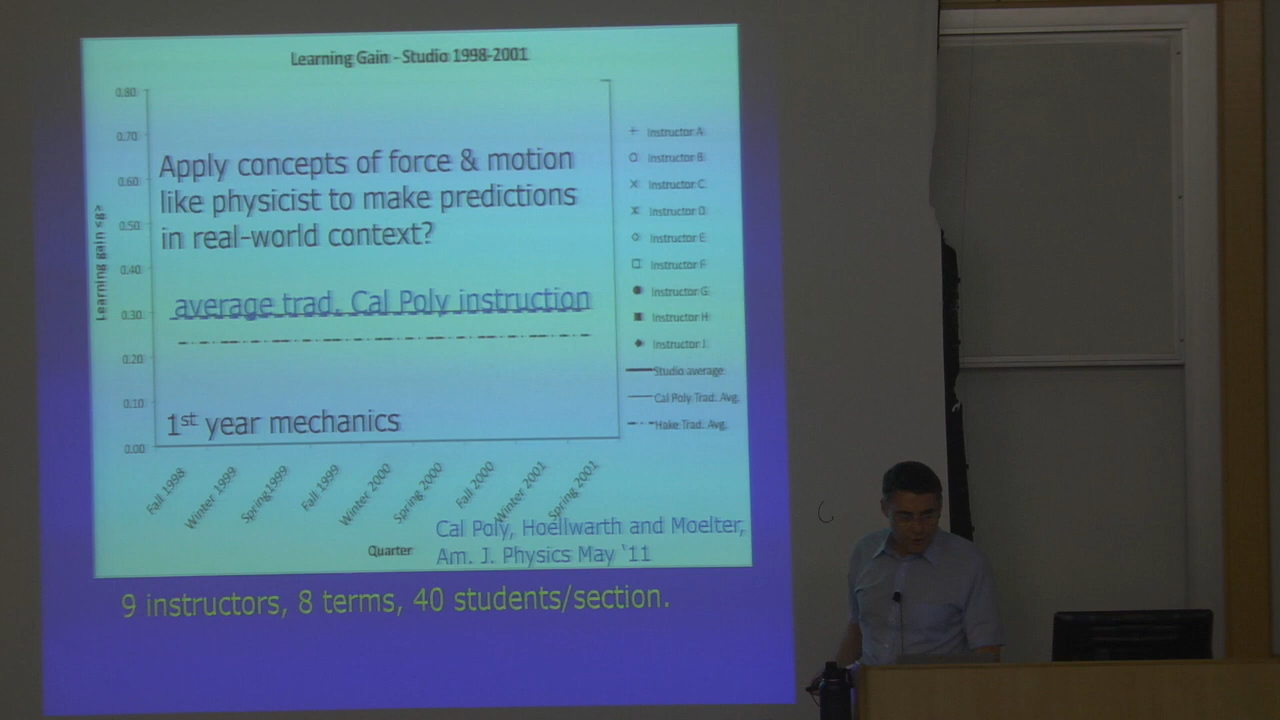 Learning Gain - Studio 1998-2001
0.80
0.70
0.60
0.50
0.40
0.30
0.20
0.10
0.00
Learning gain <g>
Apply concepts of force & motion
like physicist to make predictions
in real-world context?
average trad. Cal Poly instruction
1st year mechanics
Instructor A
Instructor B
Instructor C
Instructor D
Instructor E
Instructor F
Instructor G
Instructor H
Instructor J
Studio average
Cal Poly Trad. Avg.
Hake Trad. Avg.
Fall 1998
Winter 1999
Spring1999
Fall 1999
Winter 2000
Spring 2000
Fall 2000
Winter 2001
Spring 2001
Quarter
Cal Poly, Hoellwarth and Moelter,
Am. J. Physics May '11
9 instructors, 8 terms, 40 students/section.